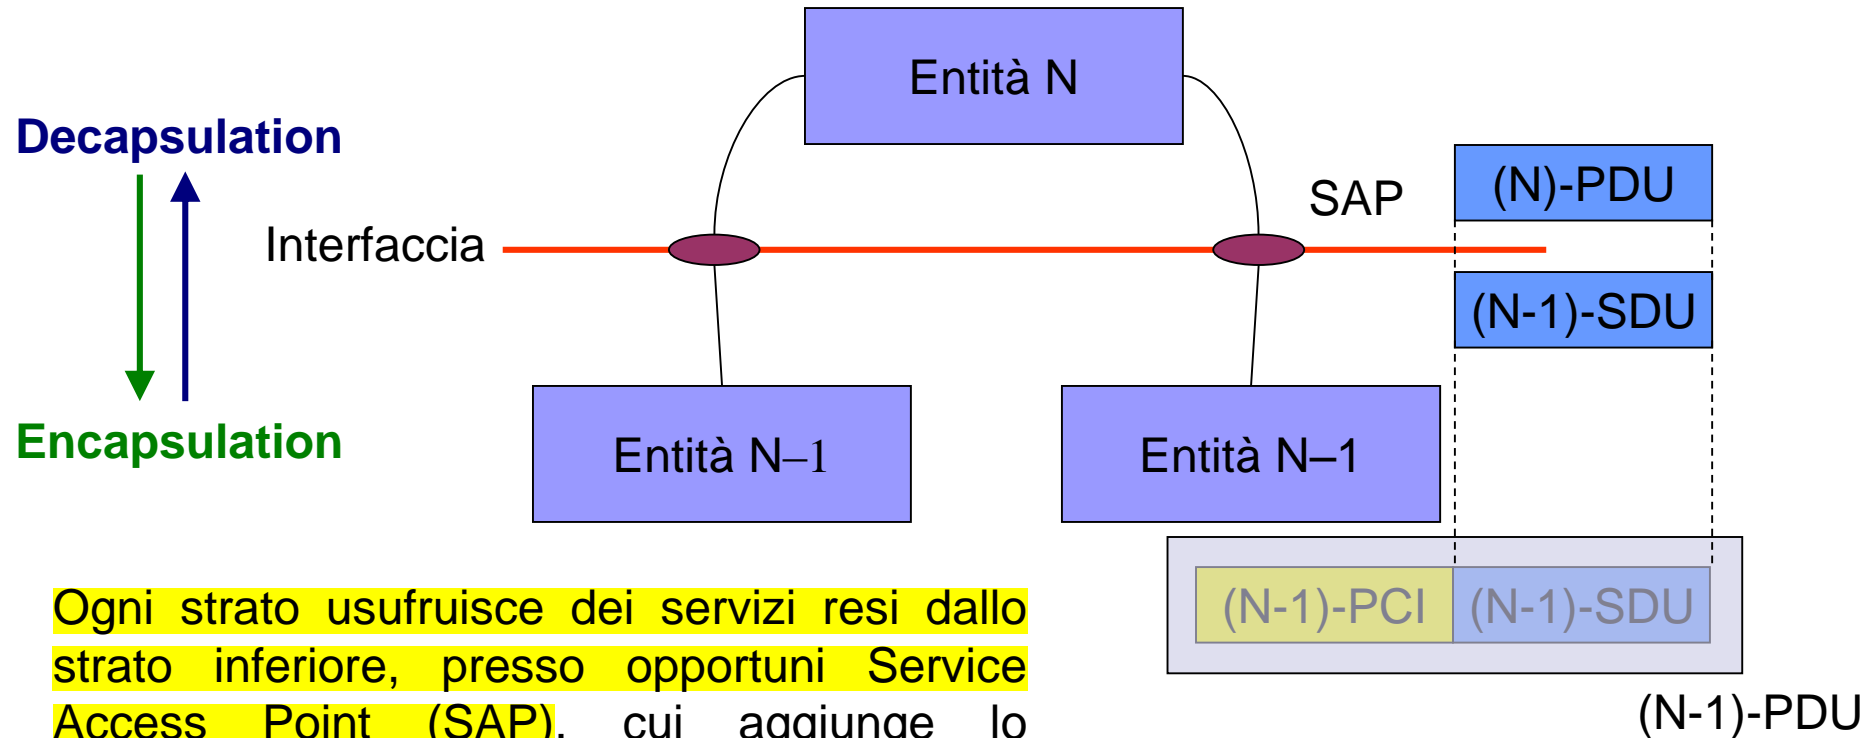 Entità N
Decapsulation
SAP
(N)-PDU
Interfaccia
(N-1)-SDU
Encapsulation
Entità N–1
Entità N–1
(N-1)-PCI
(N-1)-SDU
(N-1)-PDU
Ogni strato usufruisce dei servizi resi dallo
strato inferiore, presso opportuni Service
Access Point (SAP), cui aggiunge lo